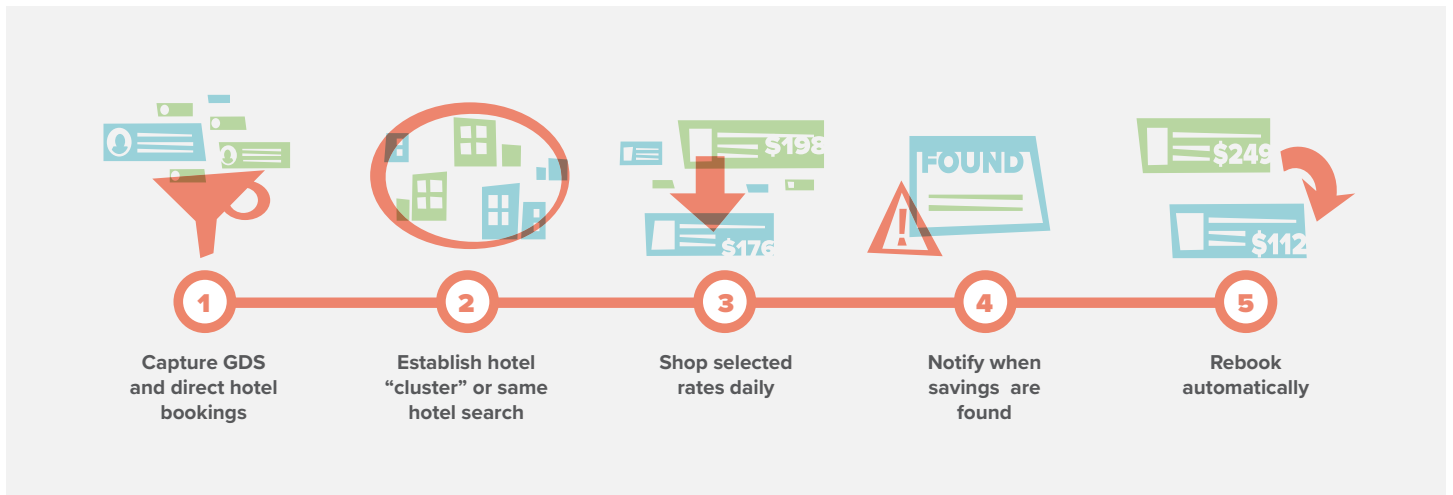 $198
$176
FOUND
!
$249
$112
1
2
3
4
5
Capture GDS
and direct hotel
bookings
Establish hotel
“cluster” or same
hotel search
Shop selected
rates daily
Notify when
savings are
found
Rebook
automatically